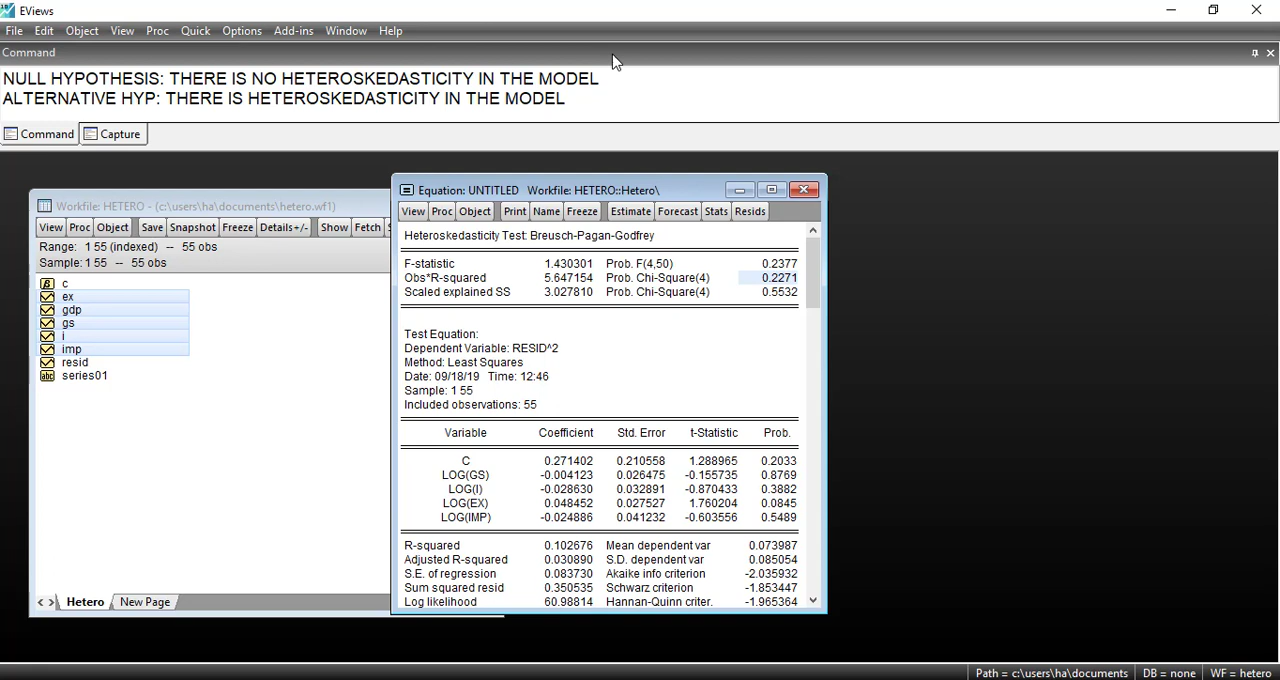 EViews
File Edit Object View Proc Quick Options Add-ins Window Help
Command
NULL HYPOTHESIS: THERE IS NO HETEROSKEDASTICITY IN THE MODEL
ALTERNATIVE HYP: THERE IS HETEROSKEDASTICITY IN THE MODEL
Command Capture
Workfile: HETERO - (c:\users\ha\documents\hetero.wf1)
View Proc Object Save Snapshot Freeze Details+/- Show Fetch
Range: 1 55 (indexed) -- 55 obs
Sample: 1 55 -- 55 obs
c
ex
gdp
gs
i
imp
resid
series01
Hetero New Page
Equation: UNTITLED Workfile: HETERO::Hetero\
View Proc Object Print Name Freeze Estimate Forecast Stats Resids
Heteroskedasticity Test: Breusch-Pagan-Godfrey
F-statistic 1.430301 Prob. F(4,50) 0.2377
Obs*R-squared 5.647154 Prob. Chi-Square(4) 0.2271
Scaled explained SS 3.027810 Prob. Chi-Square(4) 0.5532
Test Equation:
Dependent Variable: RESID^2
Method: Least Squares
Date: 09/18/19 Time: 12:46
Sample: 1 55
Included observations: 55
Variable Coefficient Std. Error t-Statistic Prob.
C 0.271402 0.210558 1.288965 0.2033
LOG(GS) -0.004123 0.026475 -0.155735 0.8769
LOG(I) -0.028630 0.032891 -0.870433 0.3882
LOG(EX) 0.048452 0.027527 1.760204 0.0845
LOG(IMP) -0.024886 0.041232 -0.603556 0.5489
R-squared 0.102676 Mean dependent var 0.073987
Adjusted R-squared 0.030890 S.D. dependent var 0.085054
S.E. of regression 0.083730 Akaike info criterion -2.035932
Sum squared resid 0.350535 Schwarz criterion -1.853447
Log likelihood 60.98814 Hannan-Quinn criter. -1.965364
Path = c:\users\ha\documents DB = none WF = hetero